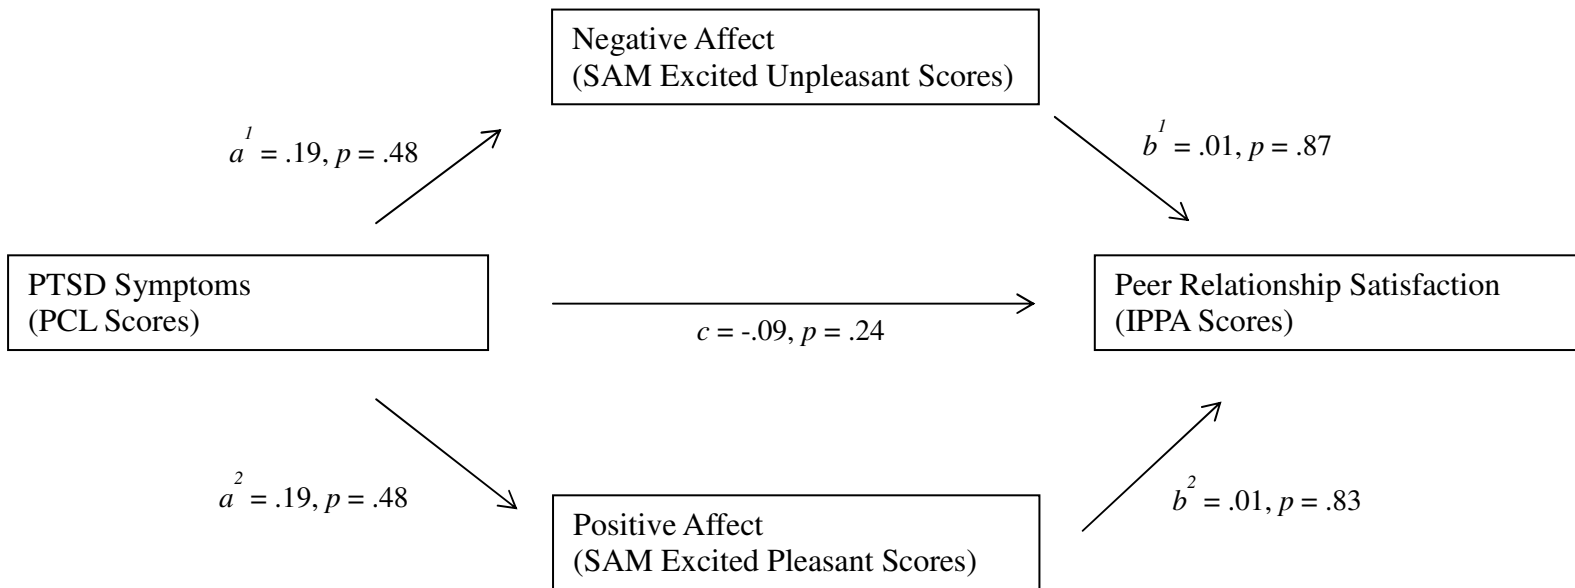 Negative Affect
(SAM Excited Unpleasant Scores)
a¹ = .19, p = .48
b¹ = .01, p = .87
PTSD Symptoms
(PCL Scores)
c = -.09, p = .24
Peer Relationship Satisfaction
(IPPA Scores)
a² = .19, p = .48
b² = .01, p = .83
Positive Affect
(SAM Excited Pleasant Scores)